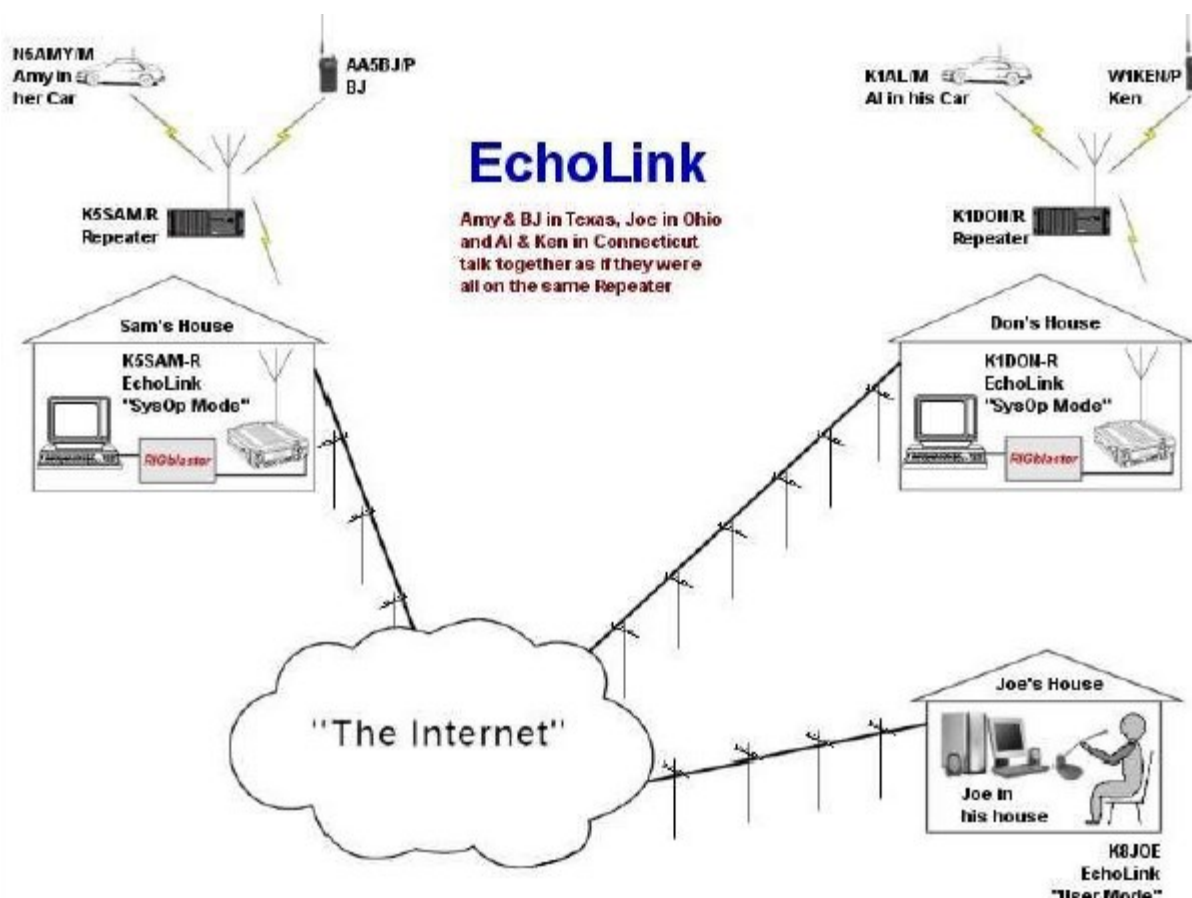 N5AMY/M
Amy in
her Car
AA5BJ/P
BJ
K1AL/M
Al in his Car
W1KEN/P
Ken
K5SAM/R
Repeater
EchoLink
Amy & BJ in Texas, Joe in Ohio
and Al & Ken in Connecticut
talk together as if they were
all on the same Repeater
K1DON/R
Repeater
Sam's House
K5SAM-R
EchoLink
"SysOp Mode"
RIGblaster
Don's House
K1DON-R
EchoLink
"SysOp Mode"
RIGblaster
"The Internet"
Joe's House
Joe in
his house
K8JOE
EchoLink
"User Mode"